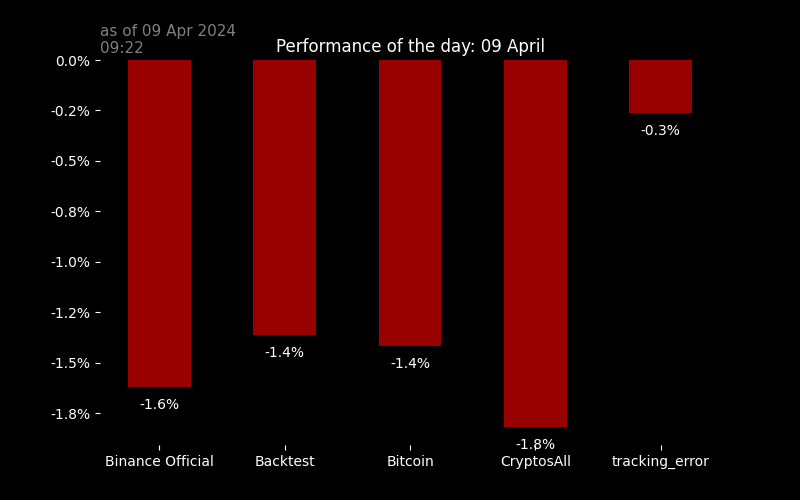 as of 09 Apr 2024
09:22
Performance of the day: 09 April
0.0%
-0.2%
-0.5%
-0.8%
-1.0%
-1.2%
-1.5%
-1.8%
-1.6%
-1.4%
-1.4%
-1.8%
-0.3%
Binance Official
Backtest
Bitcoin
CryptosAll
tracking_error